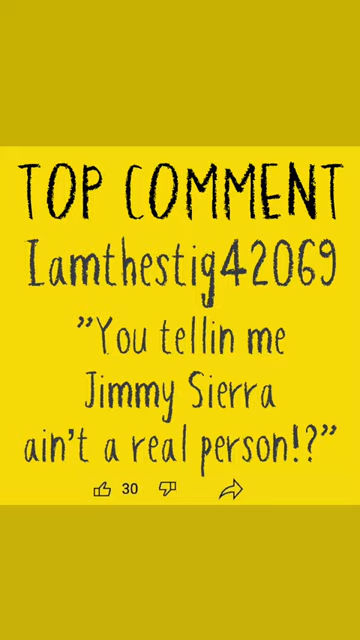 TOP COMMENT
Iamthestig42069
"You tellin me
Jimmy Sierra
ain't a real person!?"
30